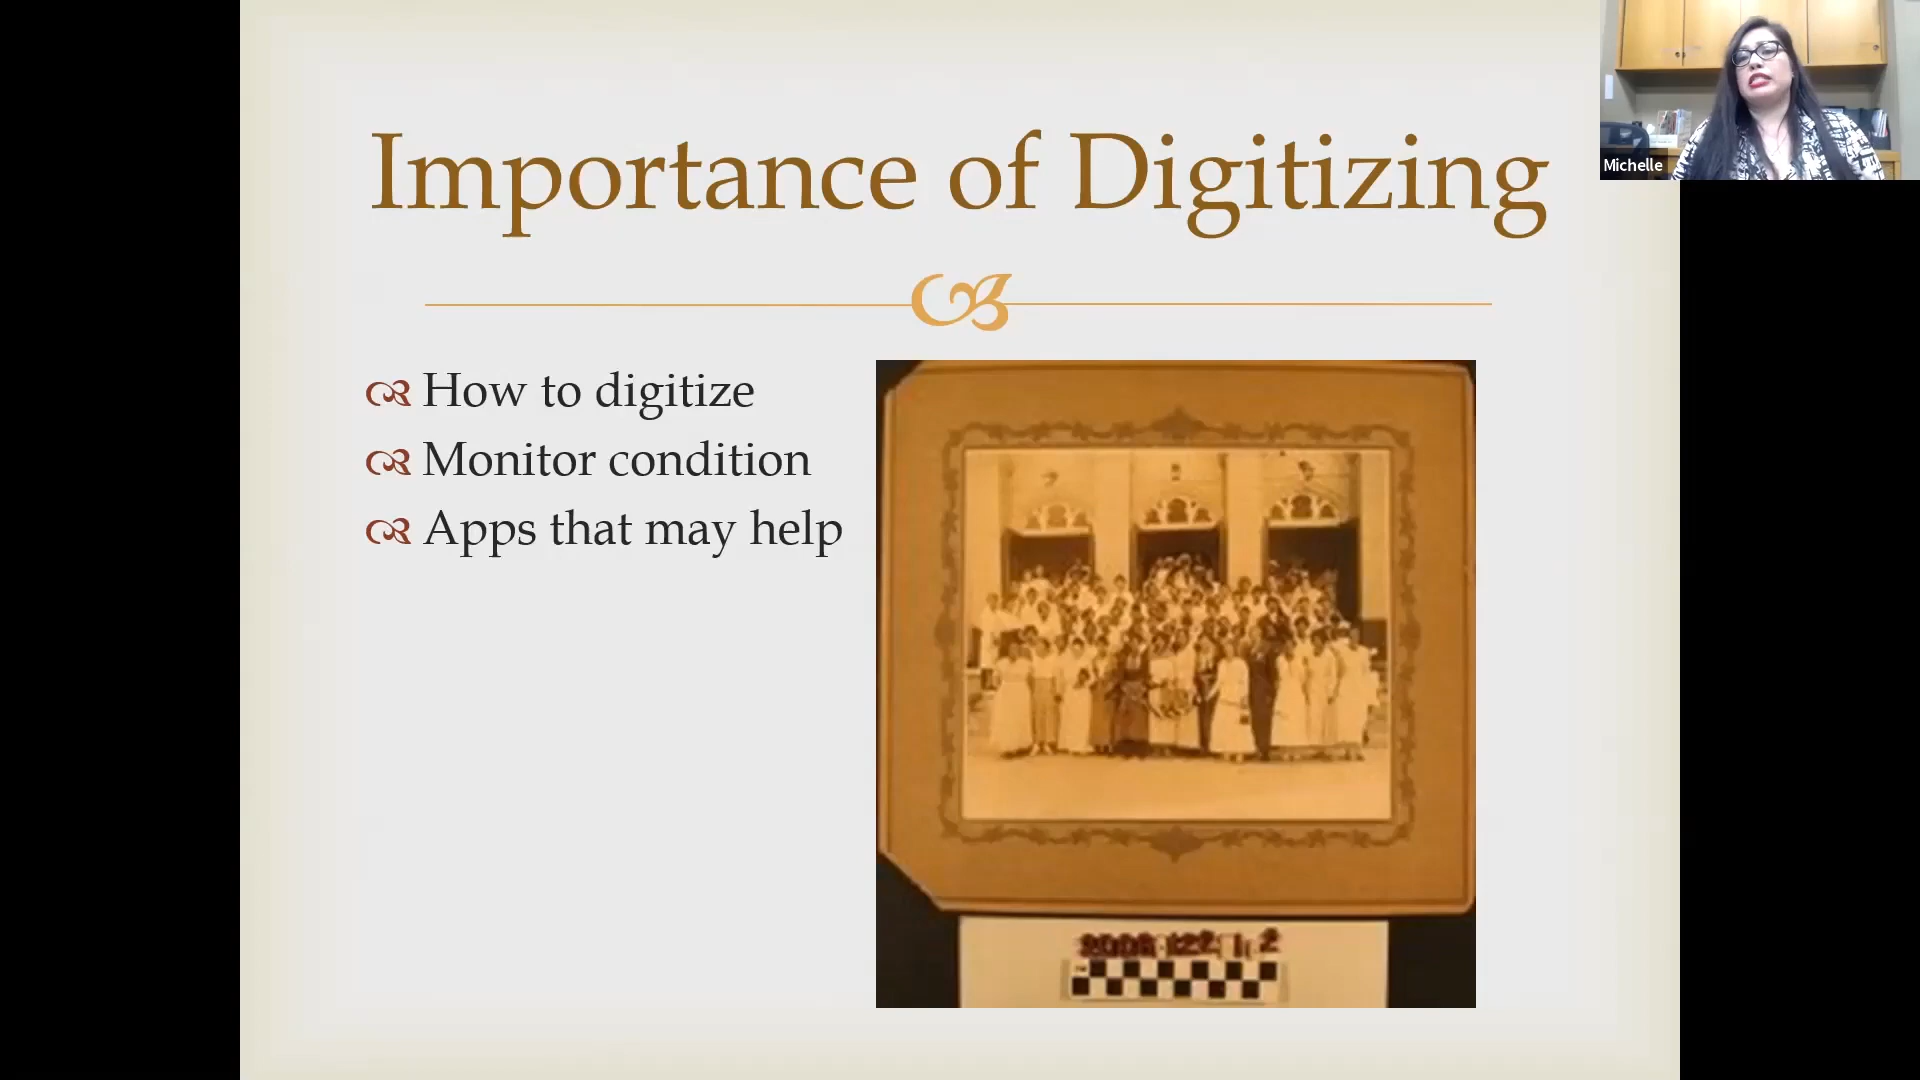 Importance of Digitizing
How to digitize
Monitor condition
Apps that may help
Michelle